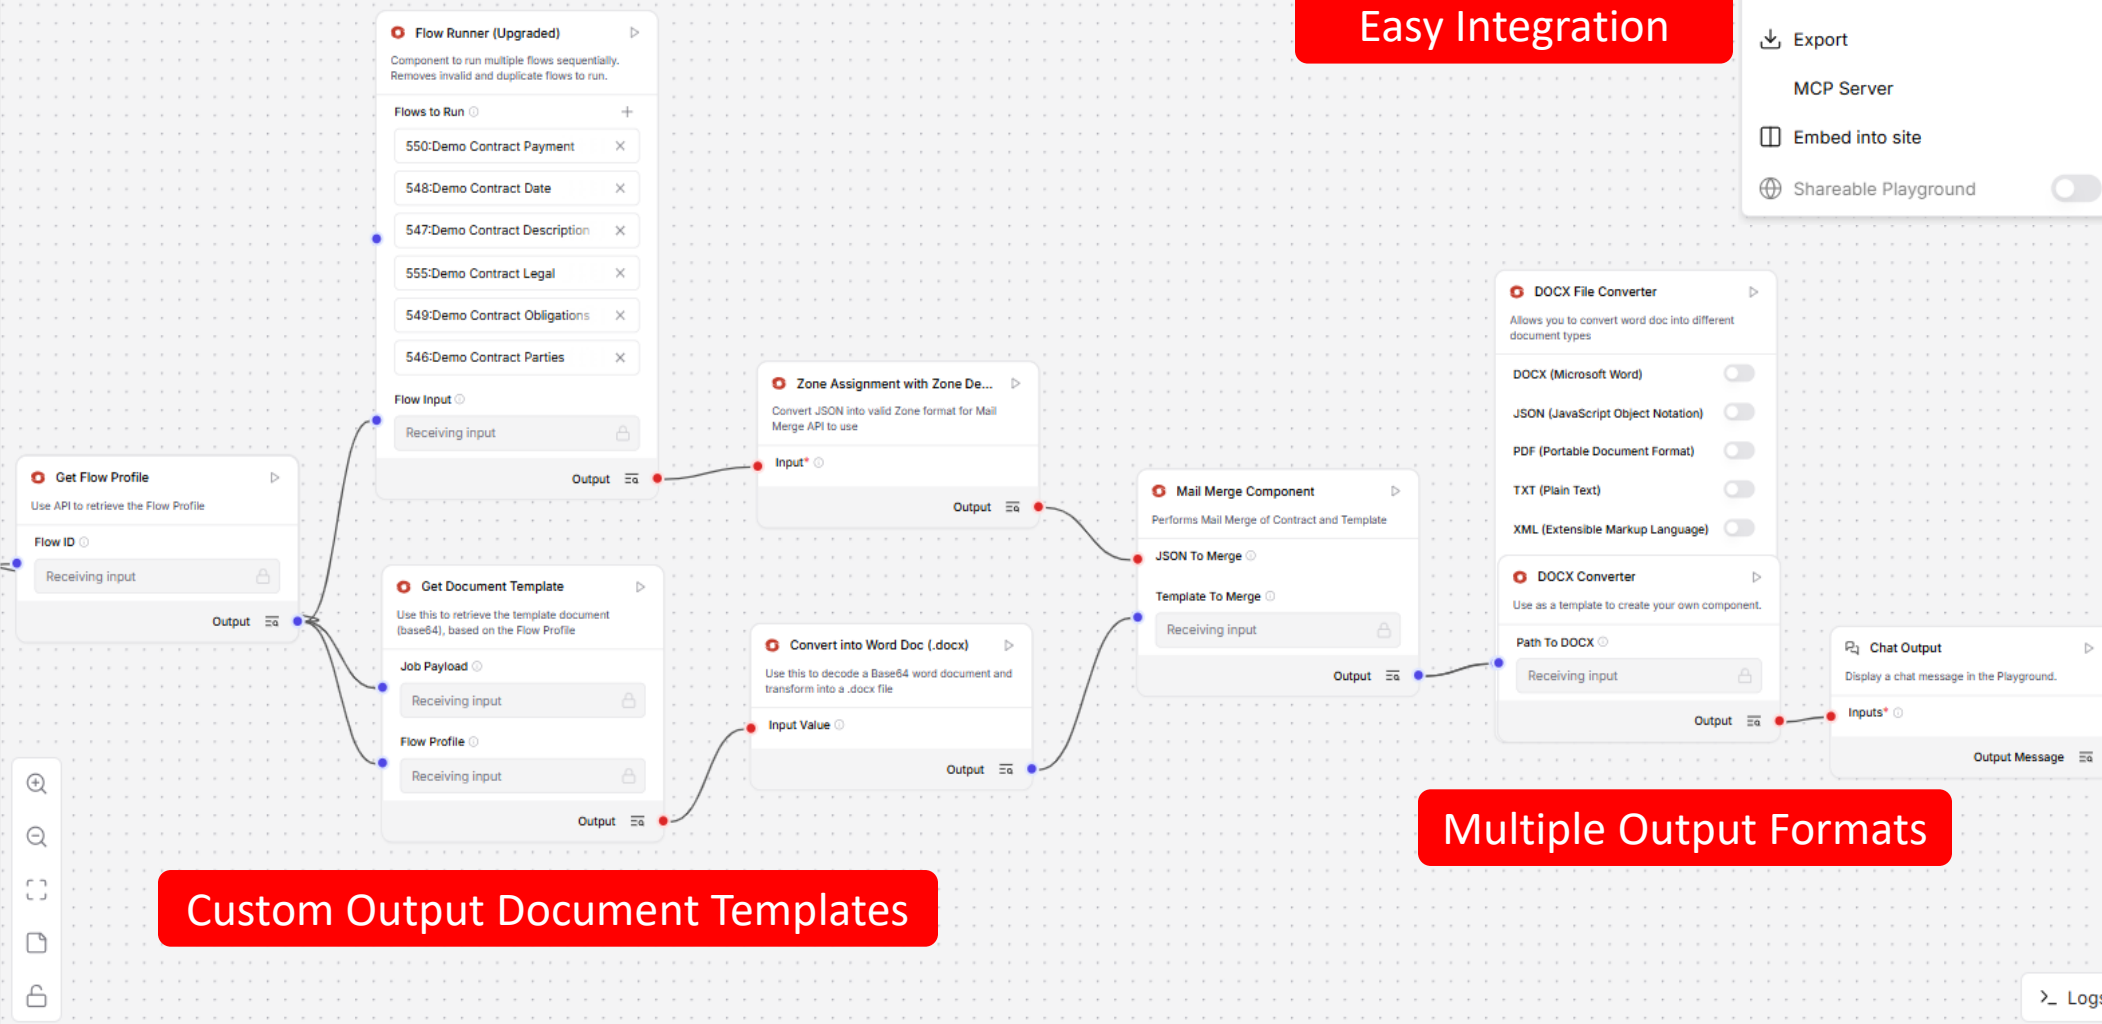 Easy Integration
Export
MCP Server
Embed into site
Shareable Playground
Flow Runner (Upgraded)
Component to run multiple flows sequentially.
Removes invalid and duplicate flows to run.
Flows to Run
550:Demo Contract Payment
548:Demo Contract Date
547:Demo Contract Description
555:Demo Contract Legal
549:Demo Contract Obligations
546:Demo Contract Parties
Flow Input
Receiving input
Output
Get Flow Profile
Use API to retrieve the Flow Profile
Flow ID
Receiving input
Output
Get Document Template
Use this to retrieve the template document
(base64), based on the Flow Profile
Job Payload
Receiving input
Flow Profile
Receiving input
Output
Zone Assignment with Zone De...
Convert JSON into valid Zone format for Mail
Merge API to use
Input*
Output
Convert into Word Doc (.docx)
Use this to decode a Base64 word document and
transform into a .docx file
Input Value
Output
Mail Merge Component
Performs Mail Merge of Contract and Template
JSON To Merge
Template To Merge
Receiving input
Output
DOCX File Converter
Allows you to convert word doc into different
document types
DOCX (Microsoft Word)
JSON (JavaScript Object Notation)
PDF (Portable Document Format)
TXT (Plain Text)
XML (Extensible Markup Language)
DOCX Converter
Use as a template to create your own component.
Path To DOCX
Receiving input
Output
Chat Output
Display a chat message in the Playground.
Inputs*
Output Message
Multiple Output Formats
Custom Output Document Templates
Logs